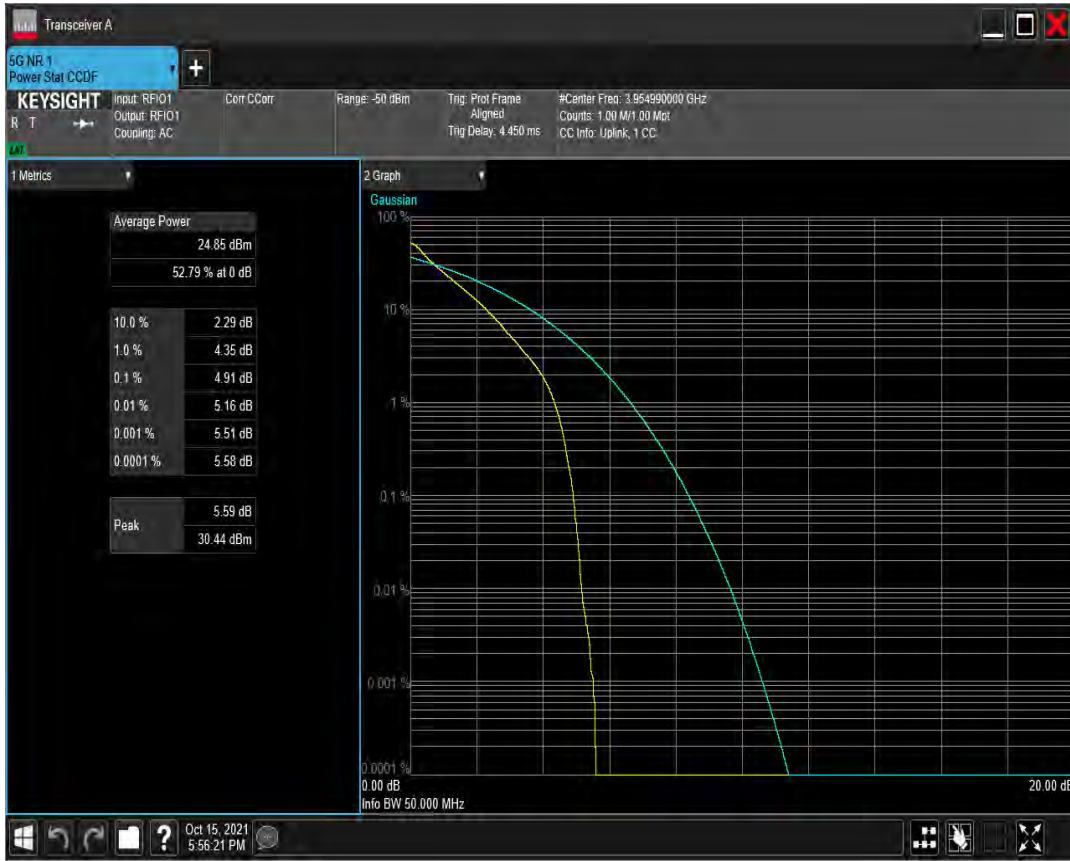 Transceiver A
5G NR 1
Power Stat CCDF
+
KEYSIGHT
R T
LXI
Input: RFIO1
Output: RFIO1
Coupling: AC
Corr CCorr
Range: -50 dBm
Trig: Prot Frame
Aligned
Trig Delay: 4.450 ms
#Center Freq: 3.954990000 GHz
Counts: 1.00 M/1.00 Mpt
CC Info: Uplink, 1 CC
1 Metrics
Average Power
24.85 dBm
52.79 % at 0 dB
10.0 % 2.29 dB
1.0 % 4.35 dB
0.1 % 4.91 dB
0.01 % 5.16 dB
0.001 % 5.51 dB
0.0001 % 5.58 dB
Peak
5.59 dB
30.44 dBm
2 Graph
Gaussian
100 %
10 %
1 %
0.1 %
0.01 %
0.001 %
0.0001 %
0.00 dB 20.00 dB
Info BW 50.000 MHz
?
Oct 15, 2021
5:56:21 PM